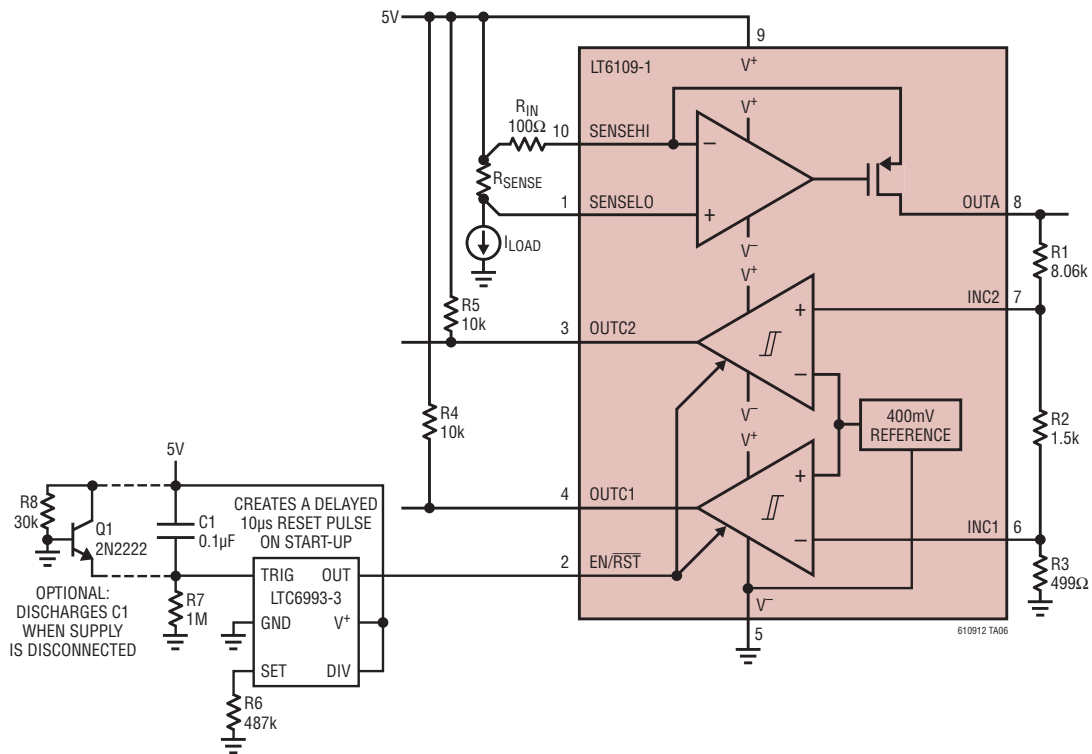 5V
9
LT6109-1
V+
RIN
100Ω
10
SENSEHI
V+
–
RSENSE
1
SENSELO
+
OUTA
8
ILOAD
V–
R1
8.06k
V+
INC2
7
R5
10k
3
OUTC2
+
–
V–
R4
10k
400mV
REFERENCE
R2
1.5k
V+
+
5V
R8
30k
Q1
2N2222
C1
0.1µF
CREATES A DELAYED
10µs RESET PULSE
ON START-UP
4
OUTC1
–
INC1
6
2
EN/RST
R3
499Ω
V–
5
OPTIONAL:
DISCHARGES C1
WHEN SUPPLY
IS DISCONNECTED
R7
1M
TRIG
OUT
LTC6993-3
GND
V+
SET
DIV
R6
487k
610912 TA06